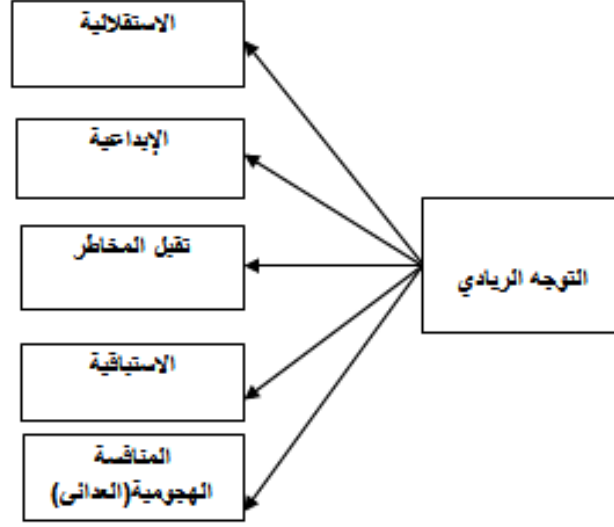 الاستقلالية
الإبداعية
تقبل المخاطر
التوجه الريادي
الاستباقية
المنافسة
الهجومية(العدائى)